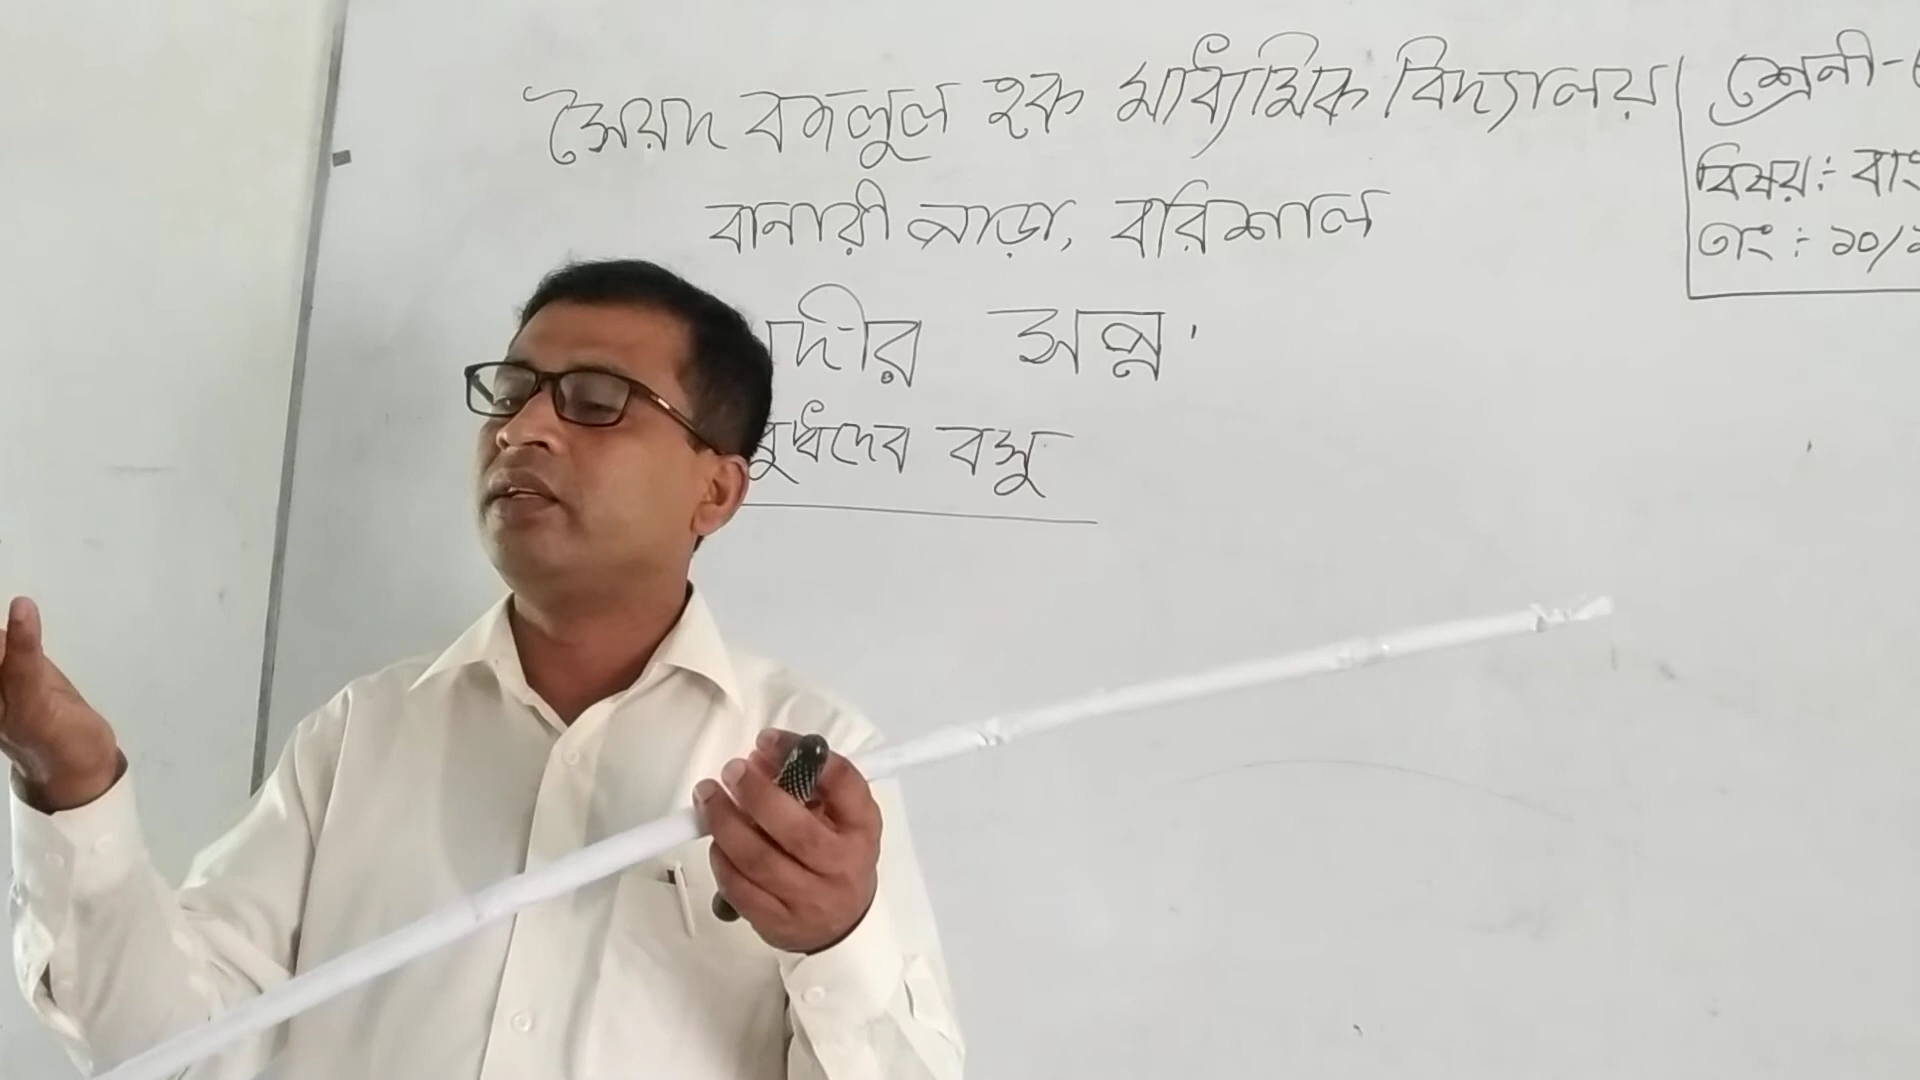 সৈয়দ বজলুল হক মাধ্যমিক বিদ্যালয়
বানারী পাড়া, বরিশাল
দীর স্বপ্ন
বুদ্ধদেব বসু
শ্রেনী-
বিষয়:- বাং
তাং :- ১০/